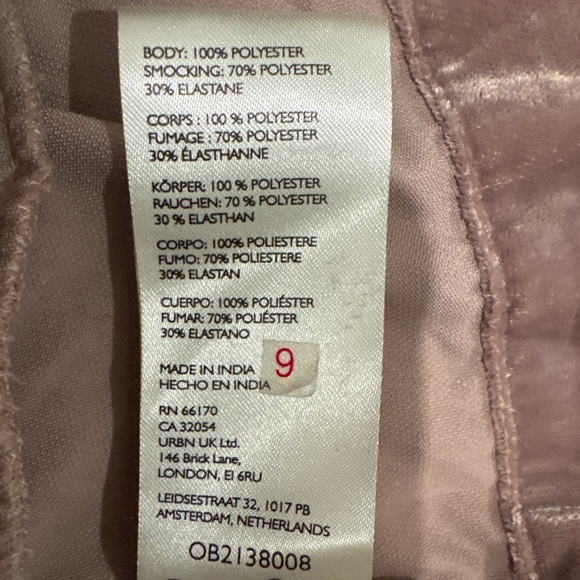 BODY: 100% POLYESTER
SMOCKING: 70% POLYESTER
30% ELASTANE
CORPS : 100 % POLYESTER
FUMAGE : 70% POLYESTER
30% ÉLASTHANNE
KÖRPER: 100 % POLYESTER
RAUCHEN: 70 % POLYESTER
30 % ELASTHAN
CORPO: 100% POLIESTERE
FUMO: 70% POLIESTERE
30% ELASTAN
CUERPO: 100% POLIÉSTER
FUMAR: 70% POLIÉSTER
30% ELASTANO
MADE IN INDIA
HECHO EN INDIA
9
RN 66170
CA 32054
URBN UK Ltd.
146 Brick Lane,
LONDON, E1 6RU
LEIDSESTRAAT 32, 1017 PB
AMSTERDAM, NETHERLANDS
OB2138008